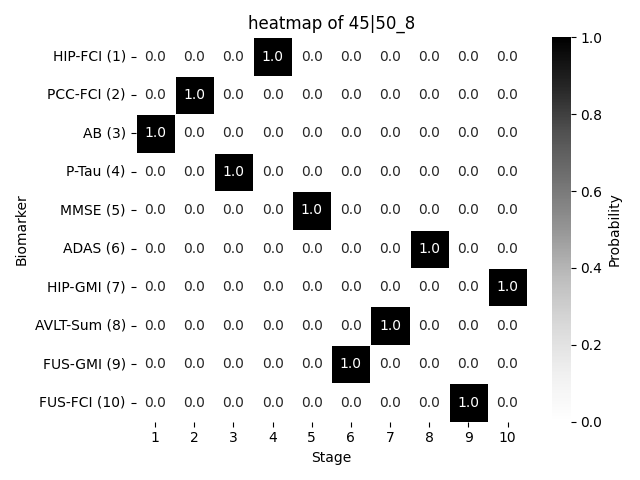 heatmap of 45|50_8
HIP-FCI (1) 0.0 0.0 0.0 1.0 0.0 0.0 0.0 0.0 0.0 0.0
PCC-FCI (2) 0.0 1.0 0.0 0.0 0.0 0.0 0.0 0.0 0.0 0.0
AB (3) 1.0 0.0 0.0 0.0 0.0 0.0 0.0 0.0 0.0 0.0
P-Tau (4) 0.0 0.0 1.0 0.0 0.0 0.0 0.0 0.0 0.0 0.0
MMSE (5) 0.0 0.0 0.0 0.0 1.0 0.0 0.0 0.0 0.0 0.0
ADAS (6) 0.0 0.0 0.0 0.0 0.0 0.0 0.0 1.0 0.0 0.0
HIP-GMI (7) 0.0 0.0 0.0 0.0 0.0 0.0 0.0 0.0 0.0 1.0
AVLT-Sum (8) 0.0 0.0 0.0 0.0 0.0 0.0 1.0 0.0 0.0 0.0
FUS-GMI (9) 0.0 0.0 0.0 0.0 0.0 1.0 0.0 0.0 0.0 0.0
FUS-FCI (10) 0.0 0.0 0.0 0.0 0.0 0.0 0.0 0.0 1.0 0.0
1 2 3 4 5 6 7 8 9 10
Stage
Biomarker
1.0
0.8
0.6
0.4
0.2
0.0
Probability